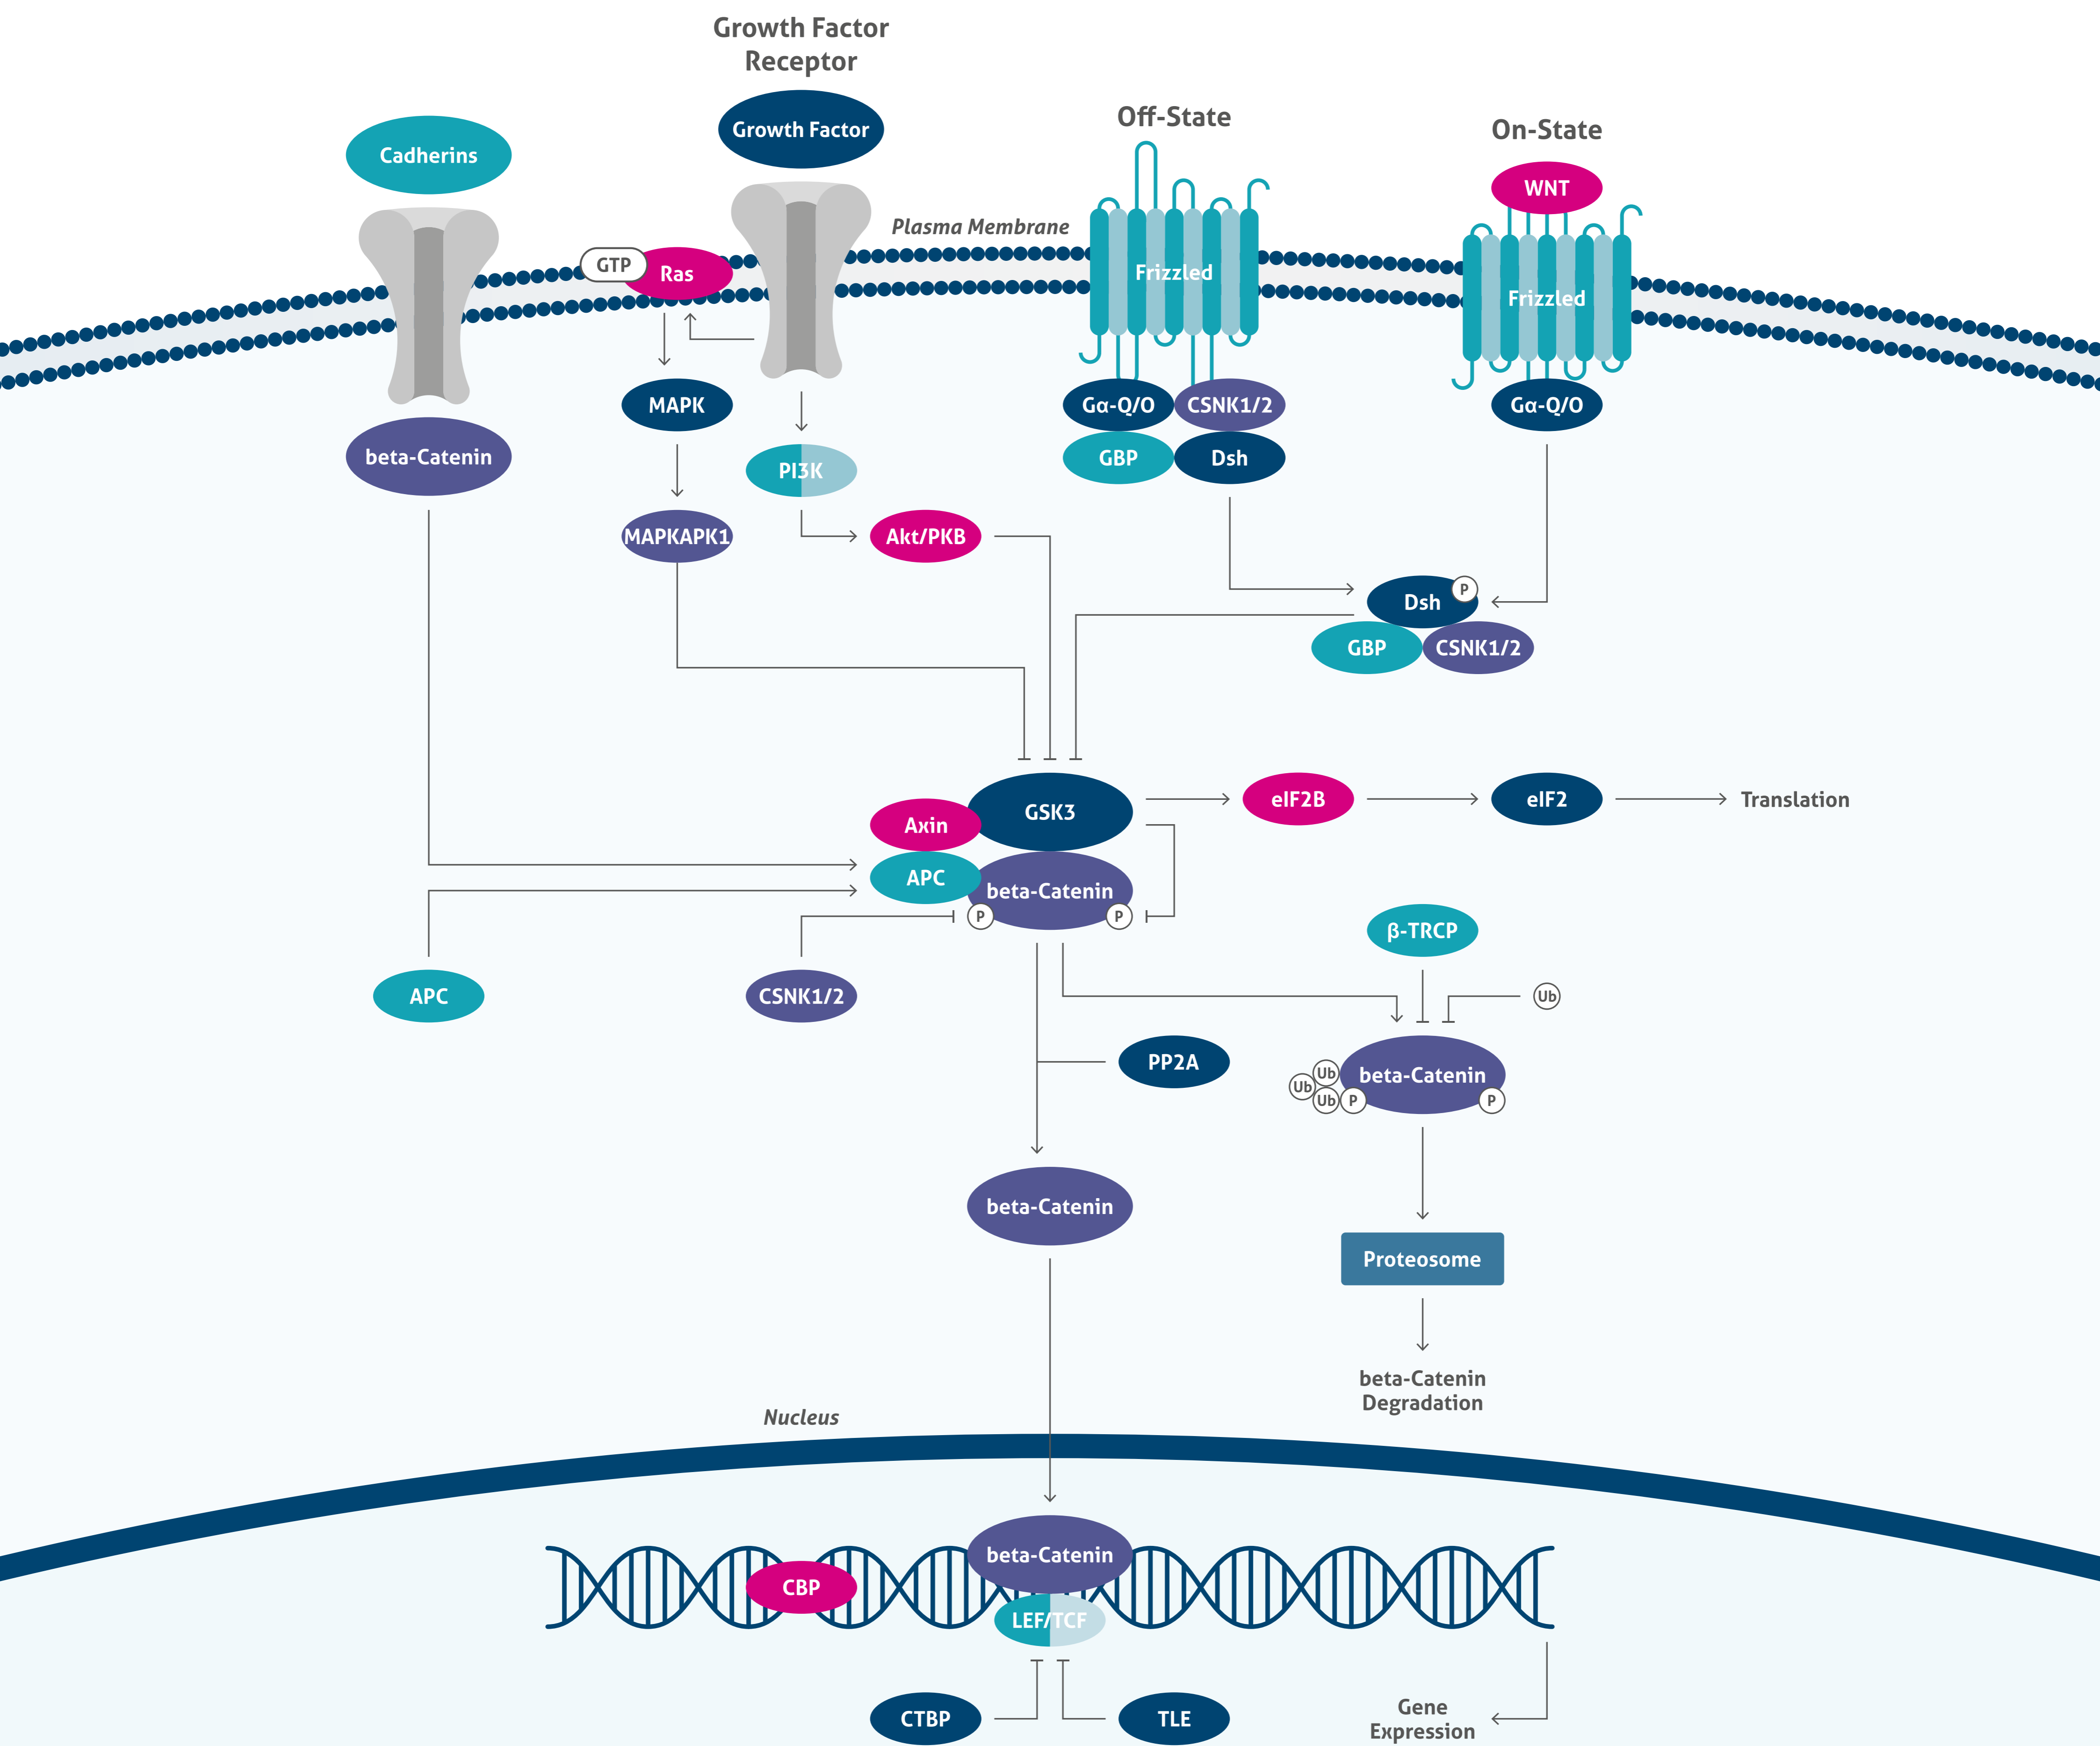 Growth Factor
Receptor
Growth Factor
Off-State
On-State
Cadherins
WNT
Plasma Membrane
GTP
Ras
Frizzled
Frizzled
MAPK
Gα-Q/O
CSNK1/2
Gα-Q/O
beta-Catenin
PI3K
GBP
Dsh
MAPKAPK1
Akt/PKB
Dsh
P
GBP
CSNK1/2
GSK3
eIF2B
eIF2
Translation
Axin
APC
beta-Catenin
P
P
β-TRCP
APC
CSNK1/2
Ub
PP2A
beta-Catenin
Ub
Ub
Ub
P
P
beta-Catenin
Proteosome
beta-Catenin
Degradation
Nucleus
beta-Catenin
CBP
LEF/TCF
CTBP
TLE
Gene
Expression